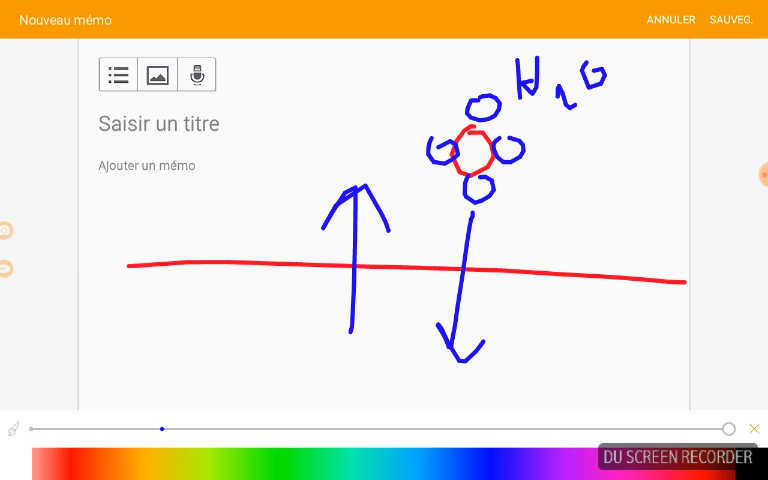 Nouveau mémo
ANNULER SAUVEG.
H2O
Saisir un titre
Ajouter un mémo
DU SCREEN RECORDER